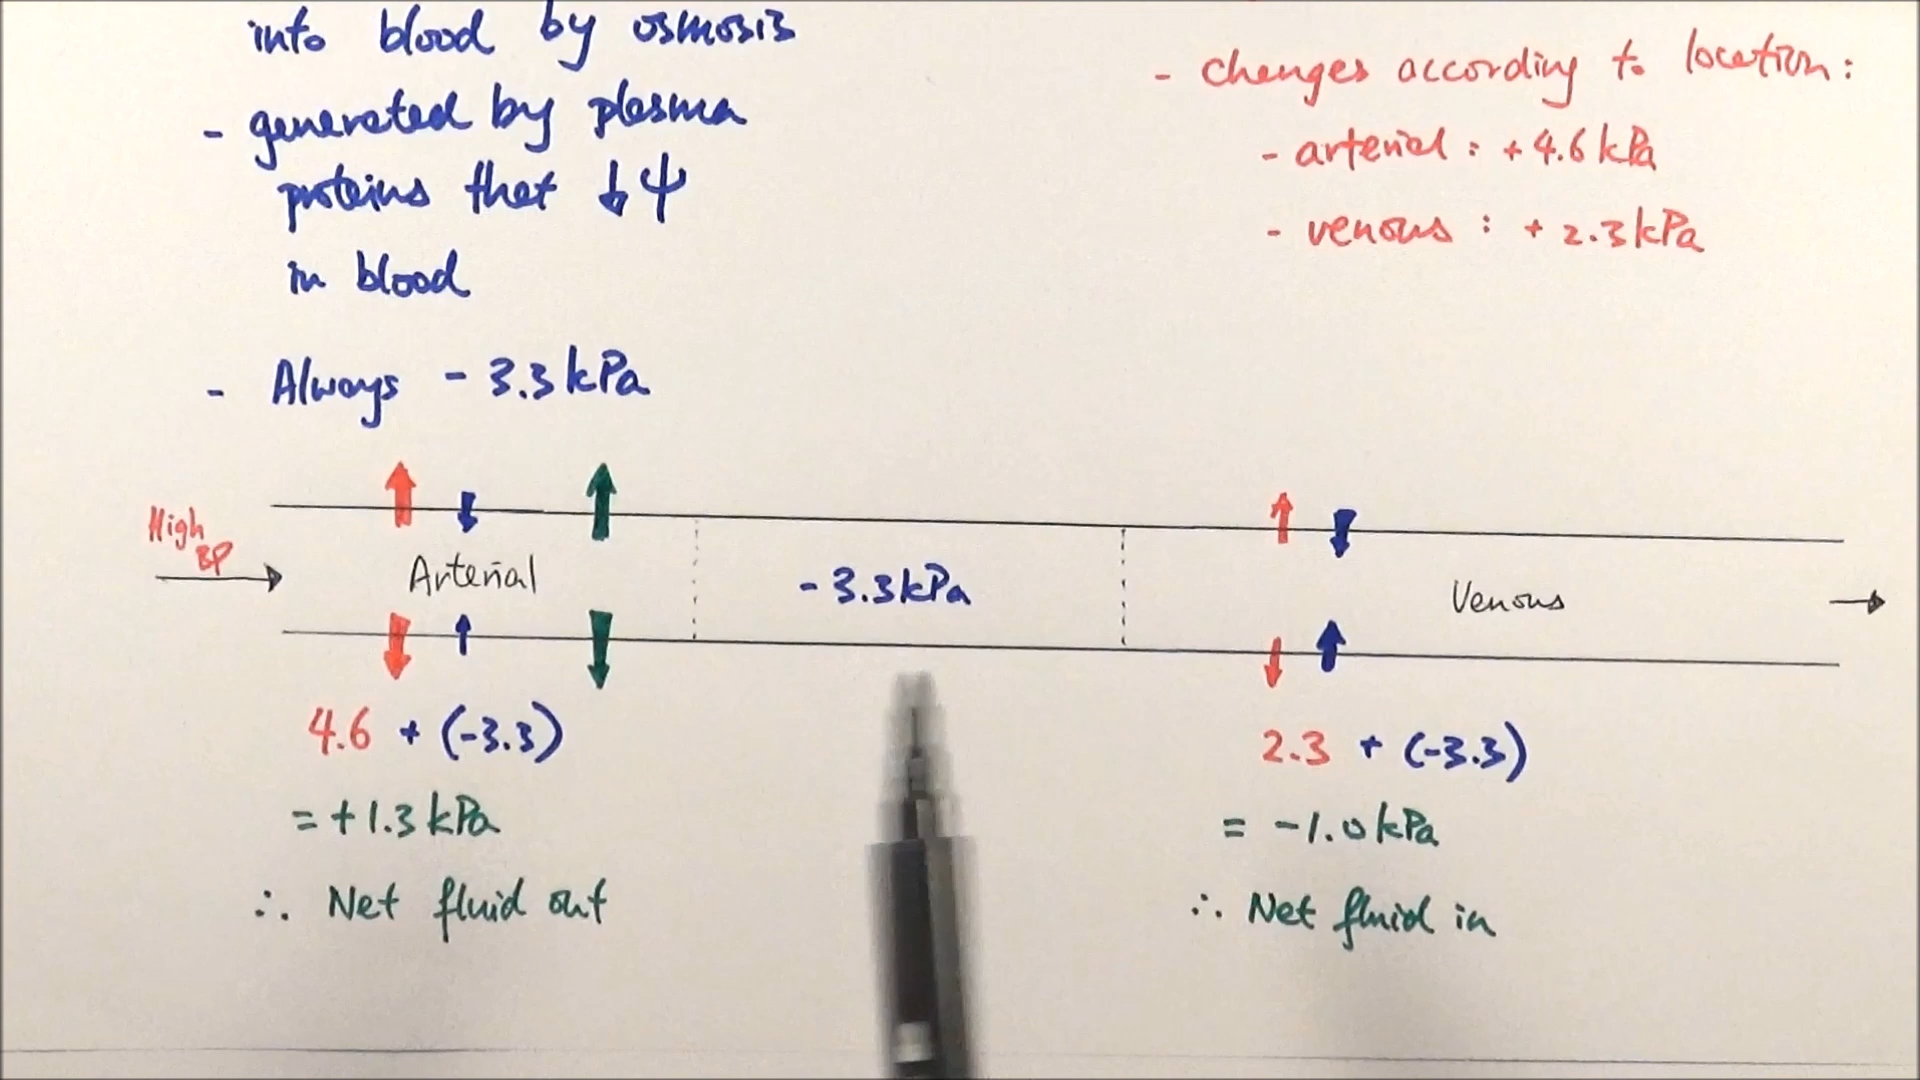 into blood by osmosis
- generated by plasma
proteins that ↓ ψ
in blood
- Always - 3.3 kPa
- changes according to location:
- arterial : + 4.6 kPa
- venous : + 2.3 kPa
High BP
Arterial
- 3.3 kPa
Venous
4.6 + (-3.3)
= +1.3 kPa
∴ Net fluid out
2.3 + (-3.3)
= -1.0 kPa
∴ Net fluid in